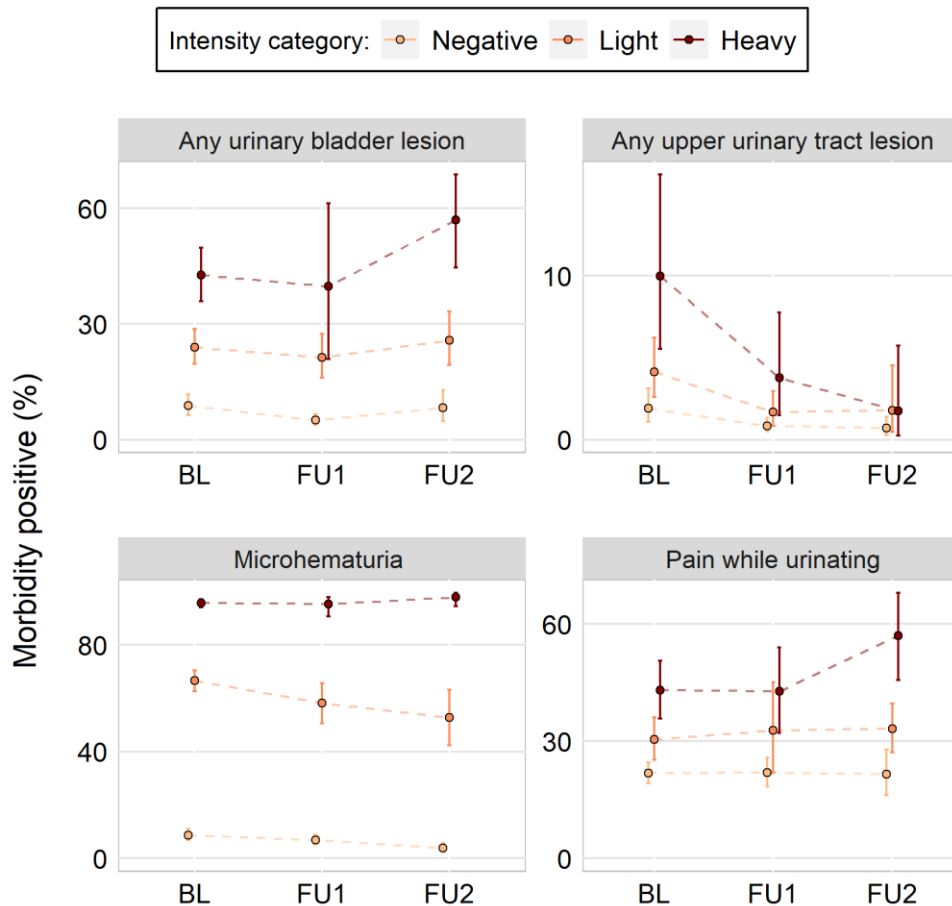 Intensity category: Negative Light Heavy
Morbidity positive (%)
Any urinary bladder lesion
60
30
0
BL FU1 FU2
Any upper urinary tract lesion
10
0
BL FU1 FU2
Microhematuria
80
40
0
BL FU1 FU2
Pain while urinating
60
30
0
BL FU1 FU2